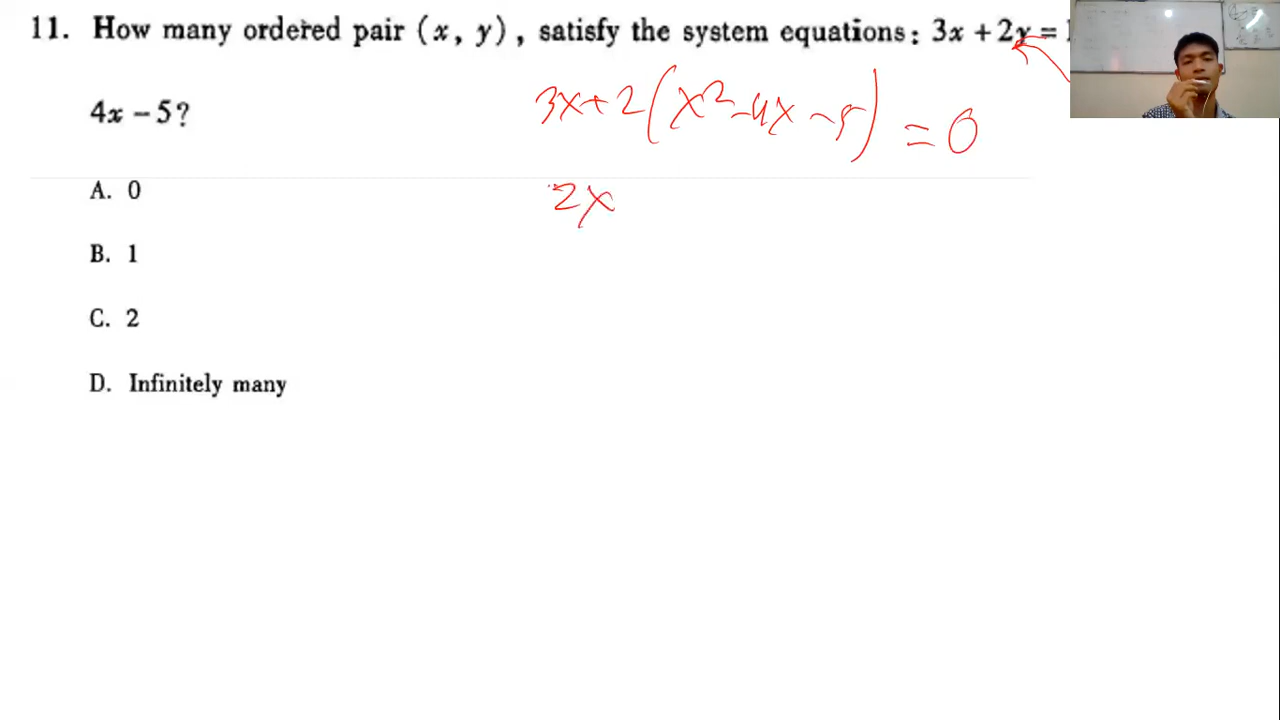 11. How many ordered pair (x, y), satisfy the system equations: 3x + 2y =
4x − 5?
3x+2(x²-4x-5) = 0
2x
A. 0
B. 1
C. 2
D. Infinitely many